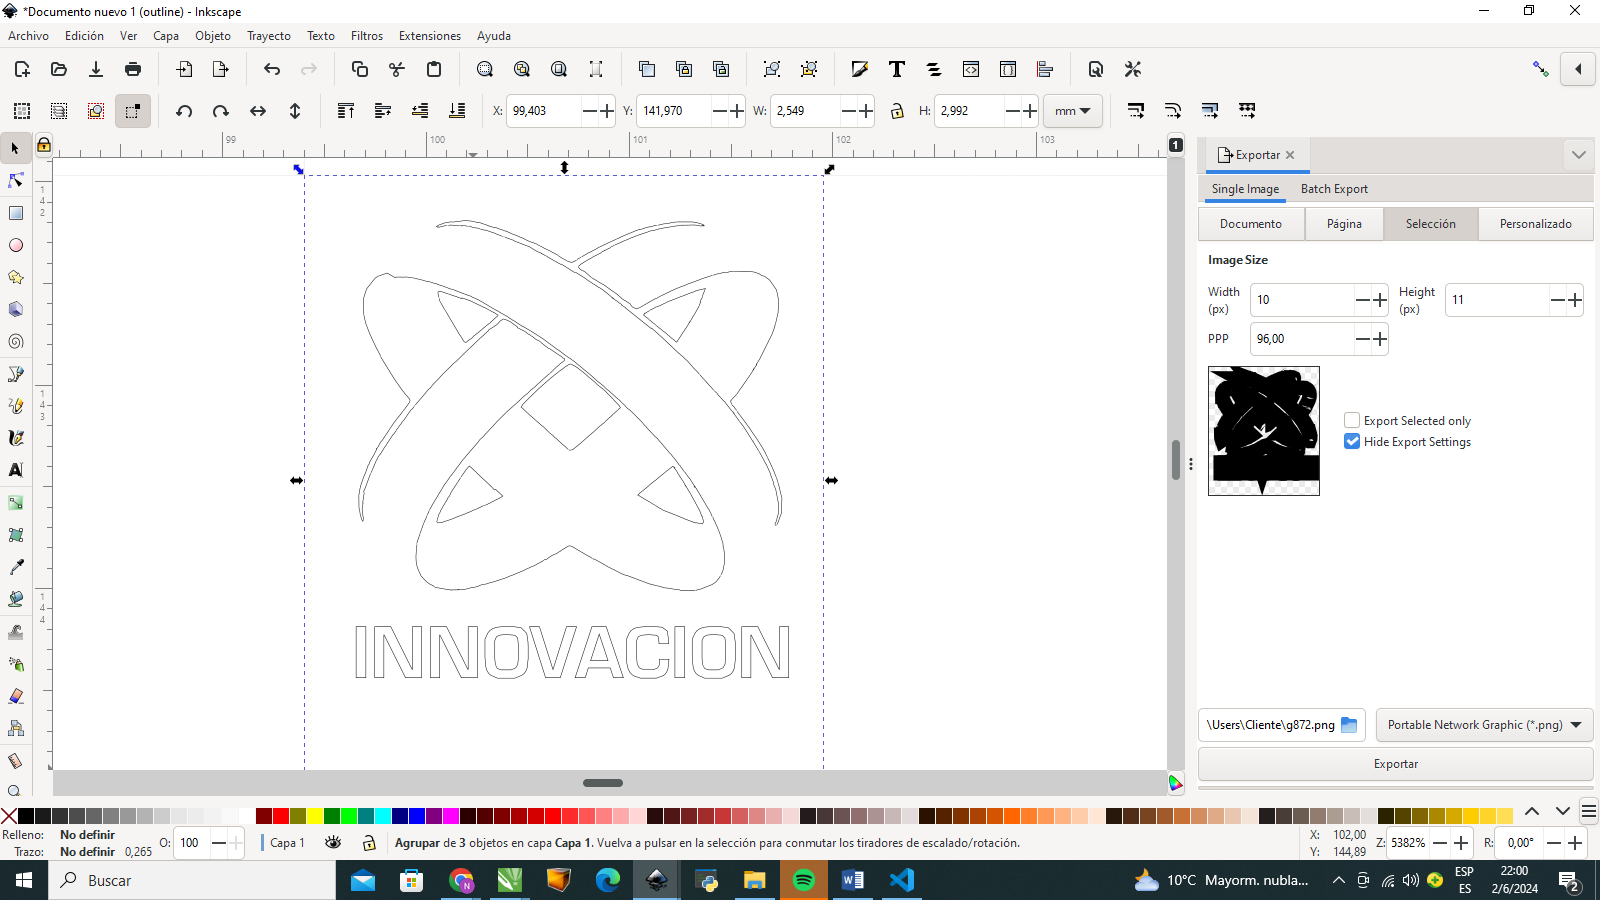 *Documento nuevo 1 (outline) - Inkscape
Archivo Edición Ver Capa Objeto Trayecto Texto Filtros Extensiones Ayuda
X: 99,403 Y: 141,970 W: 2,549 H: 2,992 mm
99 100 101 102 103
1
142
143
144
Exportar
Single Image Batch Export
Documento Página Selección Personalizado
Image Size
Width (px) 10 Height (px) 11
PPP 96,00
Export Selected only
Hide Export Settings
INNOVACION
\Users\Cliente\g872.png Portable Network Graphic (*.png)
Exportar
Relleno: No definir
Trazo: No definir 0,265
O: 100
Capa 1
Agrupar de 3 objetos en capa Capa 1. Vuelva a pulsar en la selección para conmutar los tiradores de escalado/rotación.
X: 102,00
Y: 144,89
Z: 5382%
R: 0,00°
Buscar
10°C Mayorm. nubla...
ESP
ES
22:00
2/6/2024
2